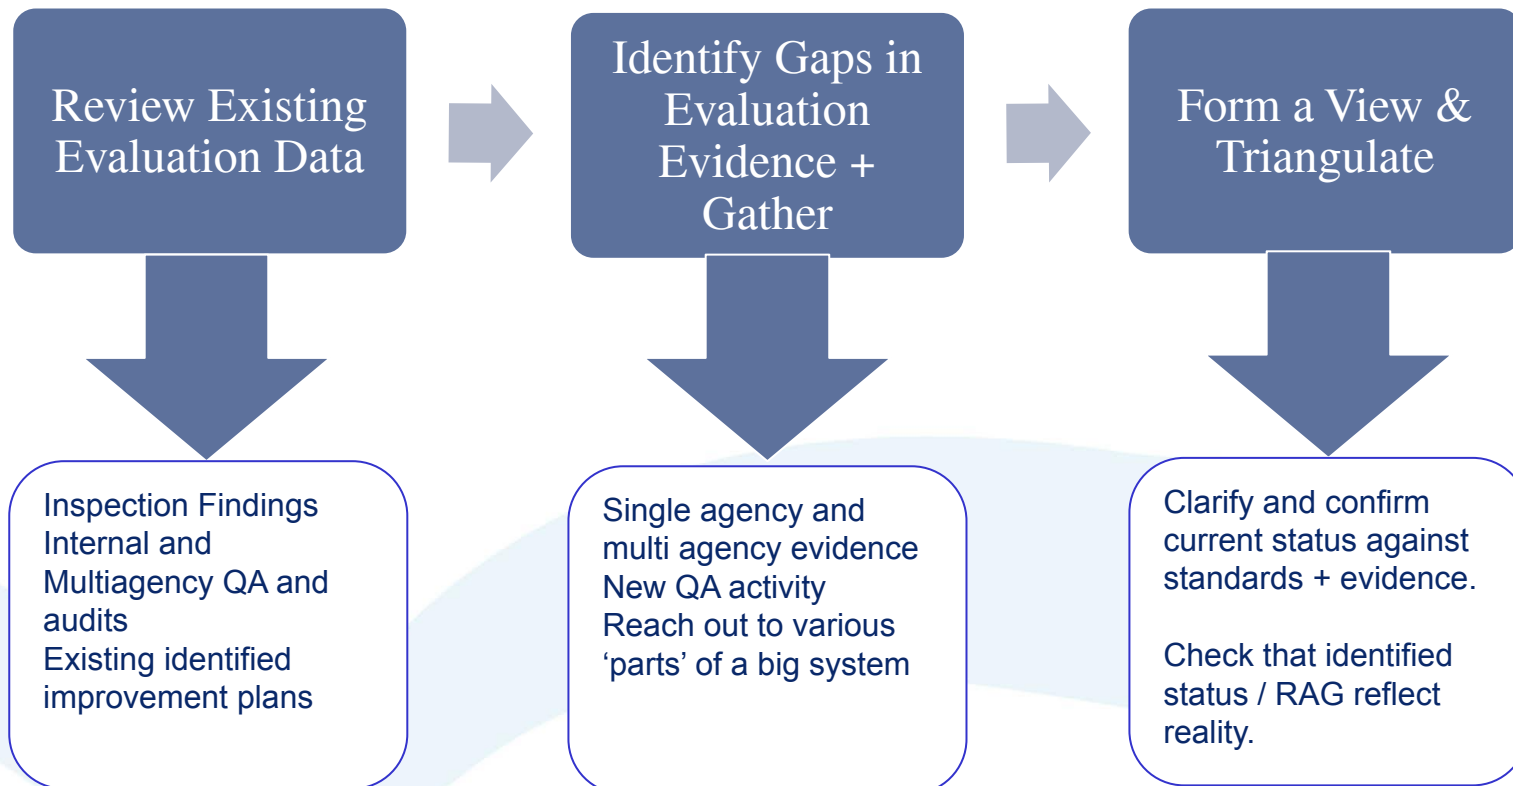 Review Existing
Evaluation Data
Identify Gaps in
Evaluation
Evidence +
Gather
Form a View &
Triangulate
Inspection Findings
Internal and
Multiagency QA and
audits
Existing identified
improvement plans
Single agency and
multi agency evidence
New QA activity
Reach out to various
‘parts’ of a big system
Clarify and confirm
current status against
standards + evidence.
Check that identified
status / RAG reflect
reality.